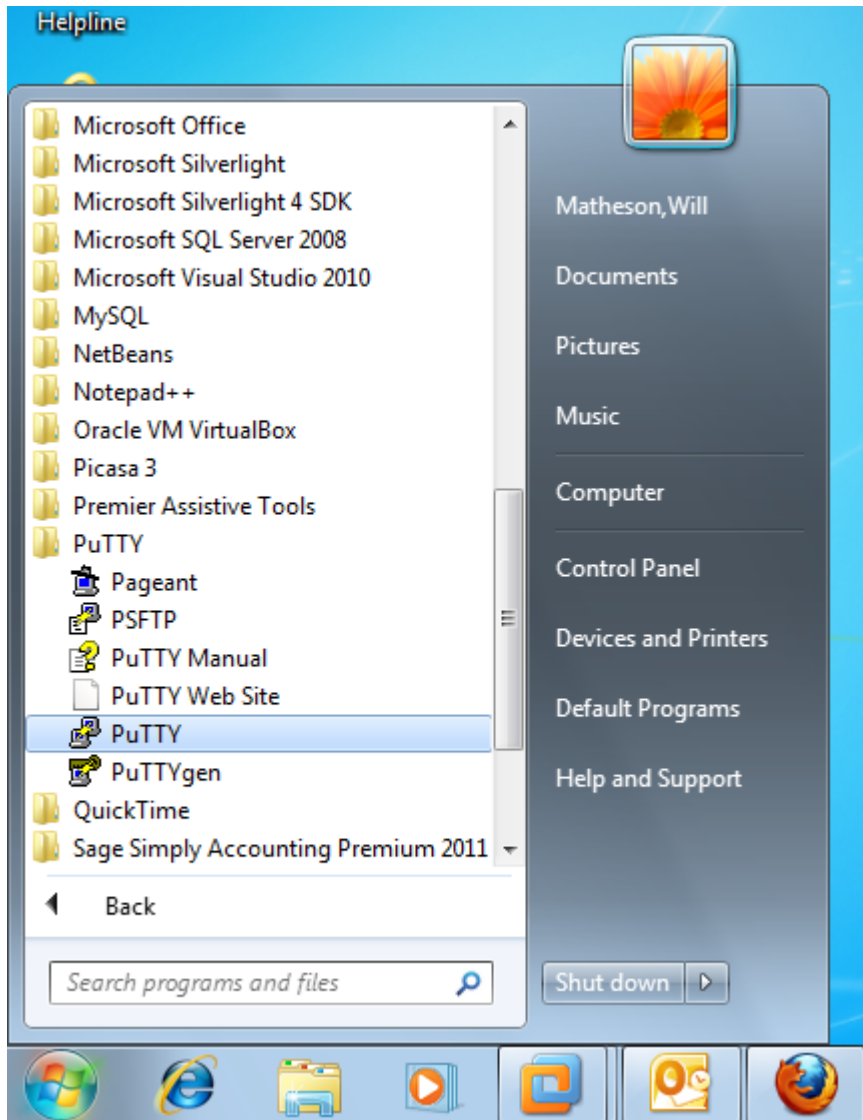 Helpline
Microsoft Office
Microsoft Silverlight
Microsoft Silverlight 4 SDK
Microsoft SQL Server 2008
Microsoft Visual Studio 2010
MySQL
NetBeans
Notepad++
Oracle VM VirtualBox
Picasa 3
Premier Assistive Tools
PuTTY
Pageant
PSFTP
PuTTY Manual
PuTTY Web Site
PuTTY
PuTTYgen
QuickTime
Sage Simply Accounting Premium 2011
Back
Search programs and files
Matheson,Will
Documents
Pictures
Music
Computer
Control Panel
Devices and Printers
Default Programs
Help and Support
Shut down